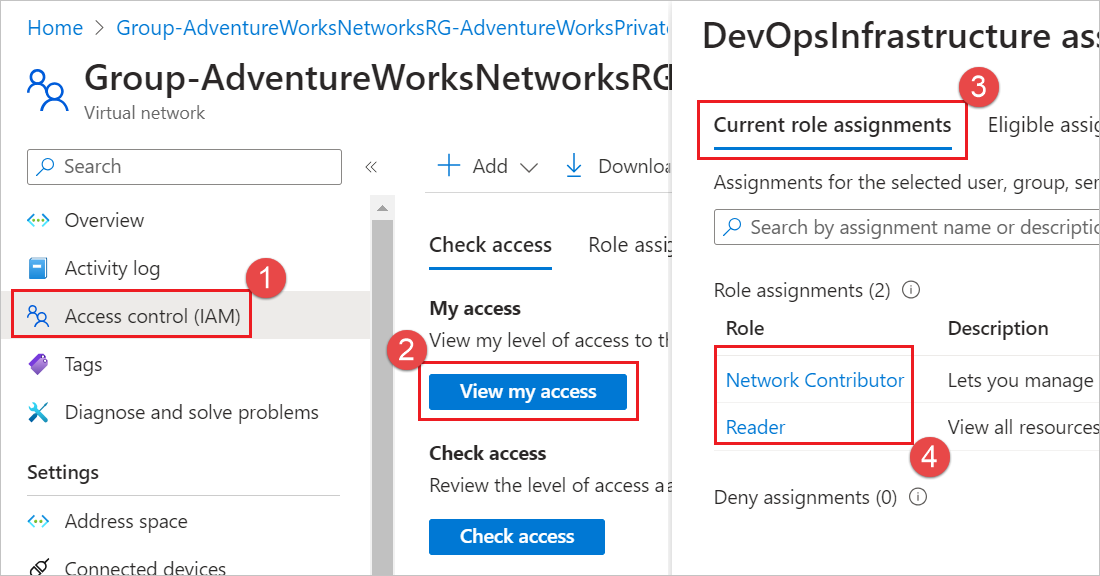 Home > Group-AdventureWorksNetworksRG-AdventureWorksPrivate
Group-AdventureWorksNetworksRG
Virtual network
Search
«
Overview
Activity log
1
Access control (IAM)
Tags
Diagnose and solve problems
Settings
Address space
Connected devices
Add
Downloa
Check access
Role assig
My access
View my level of access to th
2
View my access
Check access
Review the level of access a a
Check access
DevOpsInfrastructure ass
3
Current role assignments
Eligible assig
Assignments for the selected user, group, ser
Search by assignment name or descriptio
Role assignments (2)
Role Description
Network Contributor Lets you manage
Reader View all resources
4
Deny assignments (0)